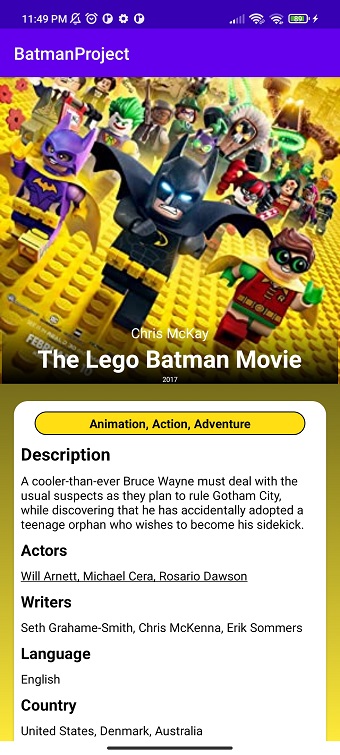 11:49 PM
89
BatmanProject
FEBRU
Chris McKay
The Lego Batman Movie
2017
Animation, Action, Adventure
Description
A cooler-than-ever Bruce Wayne must deal with the
usual suspects as they plan to rule Gotham City,
while discovering that he has accidentally adopted a
teenage orphan who wishes to become his sidekick.
Actors
Will Arnett, Michael Cera, Rosario Dawson
Writers
Seth Grahame-Smith, Chris McKenna, Erik Sommers
Language
English
Country
United States, Denmark, Australia